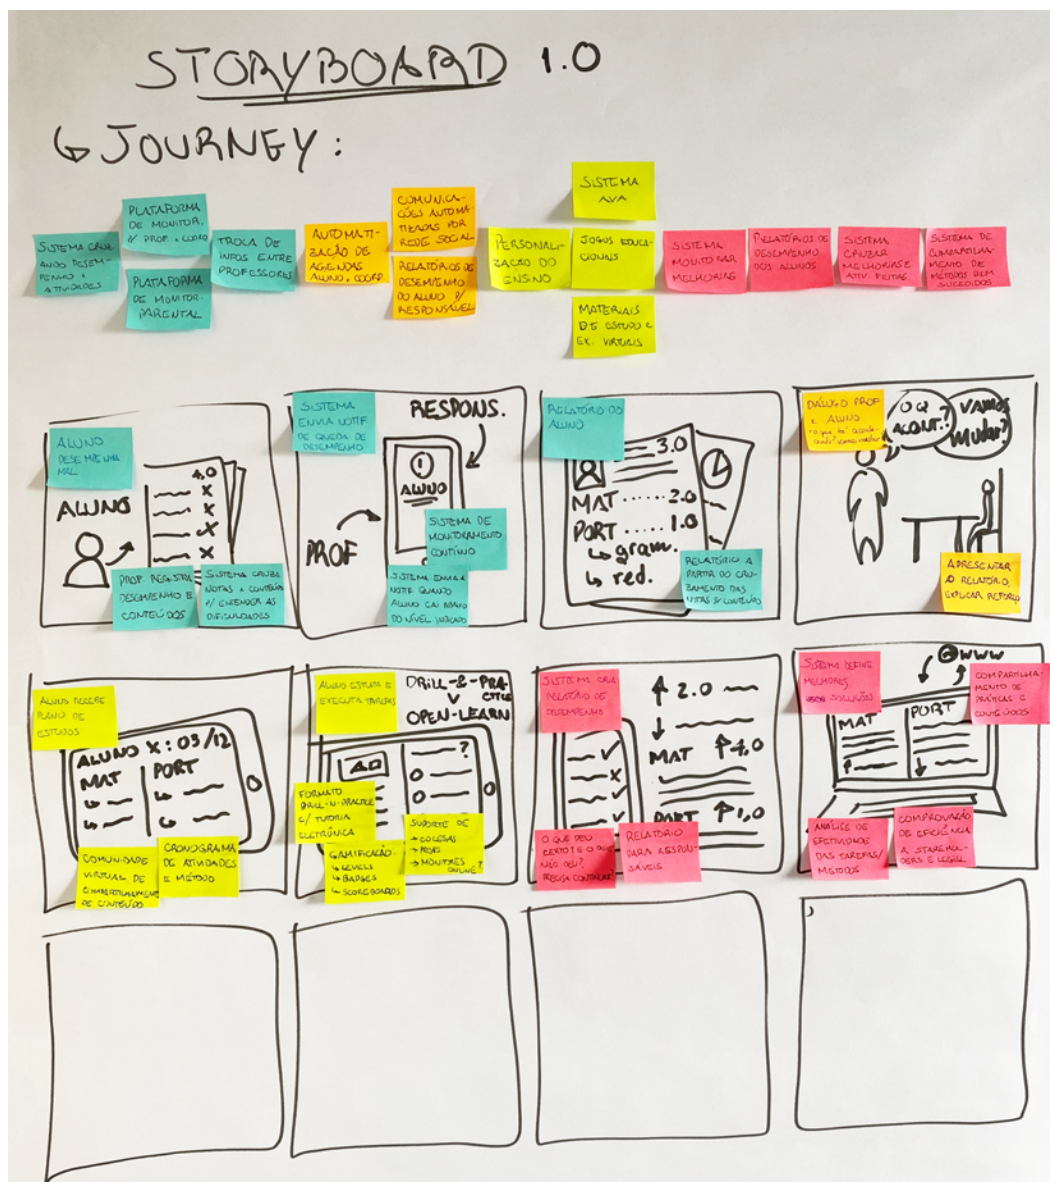 STORYBOARD 1.0
↳ JOURNEY:
SISTEMA CRUZ-
ANDO DESEM-
PENHO +
ATIVIDADES
PLATAFORMA
DE MONITOR.
P/ PROF. + COORD
PLATAFORMA
DE MONITOR.
PARENTAL
TROCA DE
INFOS ENTRE
PROFESSORES
AUTOMATI-
ZAÇÃO DE
AGENDAS
ALUNO, COORD.
COMUNICA-
ÇÕES AUTOMA-
TIZADAS POR
REDE SOCIAL
RELATÓRIOS DE
DESEMPENHO
DO ALUNO P/
RESPONSÁVEL
PERSONALI-
ZAÇÃO DO
ENSINO
SISTEMA
AVA
JOGOS EDUCA-
CIONAIS
MATERIAIS
DE ESTUDO E
EX. VIRTUAIS
SISTEMA
MONITORAR
MELHORIAS
RELATÓRIOS DE
DESEMPENHO
DOS ALUNOS
SISTEMA
CRUZAR
MELHORIAS E
ATIV. FEITAS
SISTEMA DE
COMPARTILHA-
MENTO DE
MÉTODOS BEM
SUCEDIDOS
ALUNO
DESEMPENHA
MAL
4,0
ALUNO
PROF. REGISTRA
DESEMPENHO E
CONTEÚDOS
SISTEMA CRUZA
NOTAS + CONTEÚDO
P/ ENTENDER AS
DIFICULDADES
SISTEMA
ENVIA NOTIF
DE QUEDA DE
DESEMPENHO
RESPONS.
ALUNO
PROF
SISTEMA DE
MONITORAMENTO
CONTÍNUO
SISTEMA ENVIA
NOTIF QUANDO
ALUNO CAI ABAIXO
DO NÍVEL
RELATÓRIO DO
ALUNO
3.0
MAT ..... 2.0
PORT ..... 1.0
↳ gram.
↳ red.
RELATÓRIO A
PARTIR DO CRU-
ZAMENTO DAS
NOTAS E/ CONTEÚDO
DIÁLOGO PROF
E ALUNO
O Q
ACONT.?
VAMOS
MUDAR?
APRESENTAR
O RELATÓRIO,
EXPLICAR REFORÇO
ALUNO RECEBE
PLANO DE
ESTUDOS
ALUNO X: 03/12
MAT PORT
COMUNIDADE
VIRTUAL DE
COMPARTILHAMENTO
DE CONTEÚDO
CRONOGRAMA
DE ATIVIDADES
E MÉTODO
ALUNO ESTUDA E
EXECUTA TAREFAS
DRILL-&-PRA
CTICE
V
OPEN-LEARN
?
FORMATO
DRILL-N-PRACTICE
C/ TUTORIA
ELETRÔNICA
GAMIFICAÇÃO
↳ LEVELS
↳ BADGES
↳ SCOREBOARDS
SUPORTE DE
→ COLEGAS
→ PROFS
→ MONITORES
ONLINE?
SISTEMA CRIA
RELATÓRIO DE
DESEMPENHO
↑ 2.0
↓
MAT ↑4,0
PORT ↑1,0
O QUE DEU
CERTO? E O QUE
NÃO DEU?
PRECISA CONTINUAR?
RELATÓRIO
PARA RESPON-
SÁVEIS
SISTEMA DEFINE
MELHORES
SOLUÇÕES
@WWW
COMPARTILHA-
MENTO DE
PRÁTICAS E
CONTEÚDOS
MAT PORT
ANÁLISE DE
EFETIVIDADE
DAS TAREFAS/
MÉTODOS
COMPROVAÇÃO
DE EFICIÊNCIA
A STAKEHOL-
DERS E